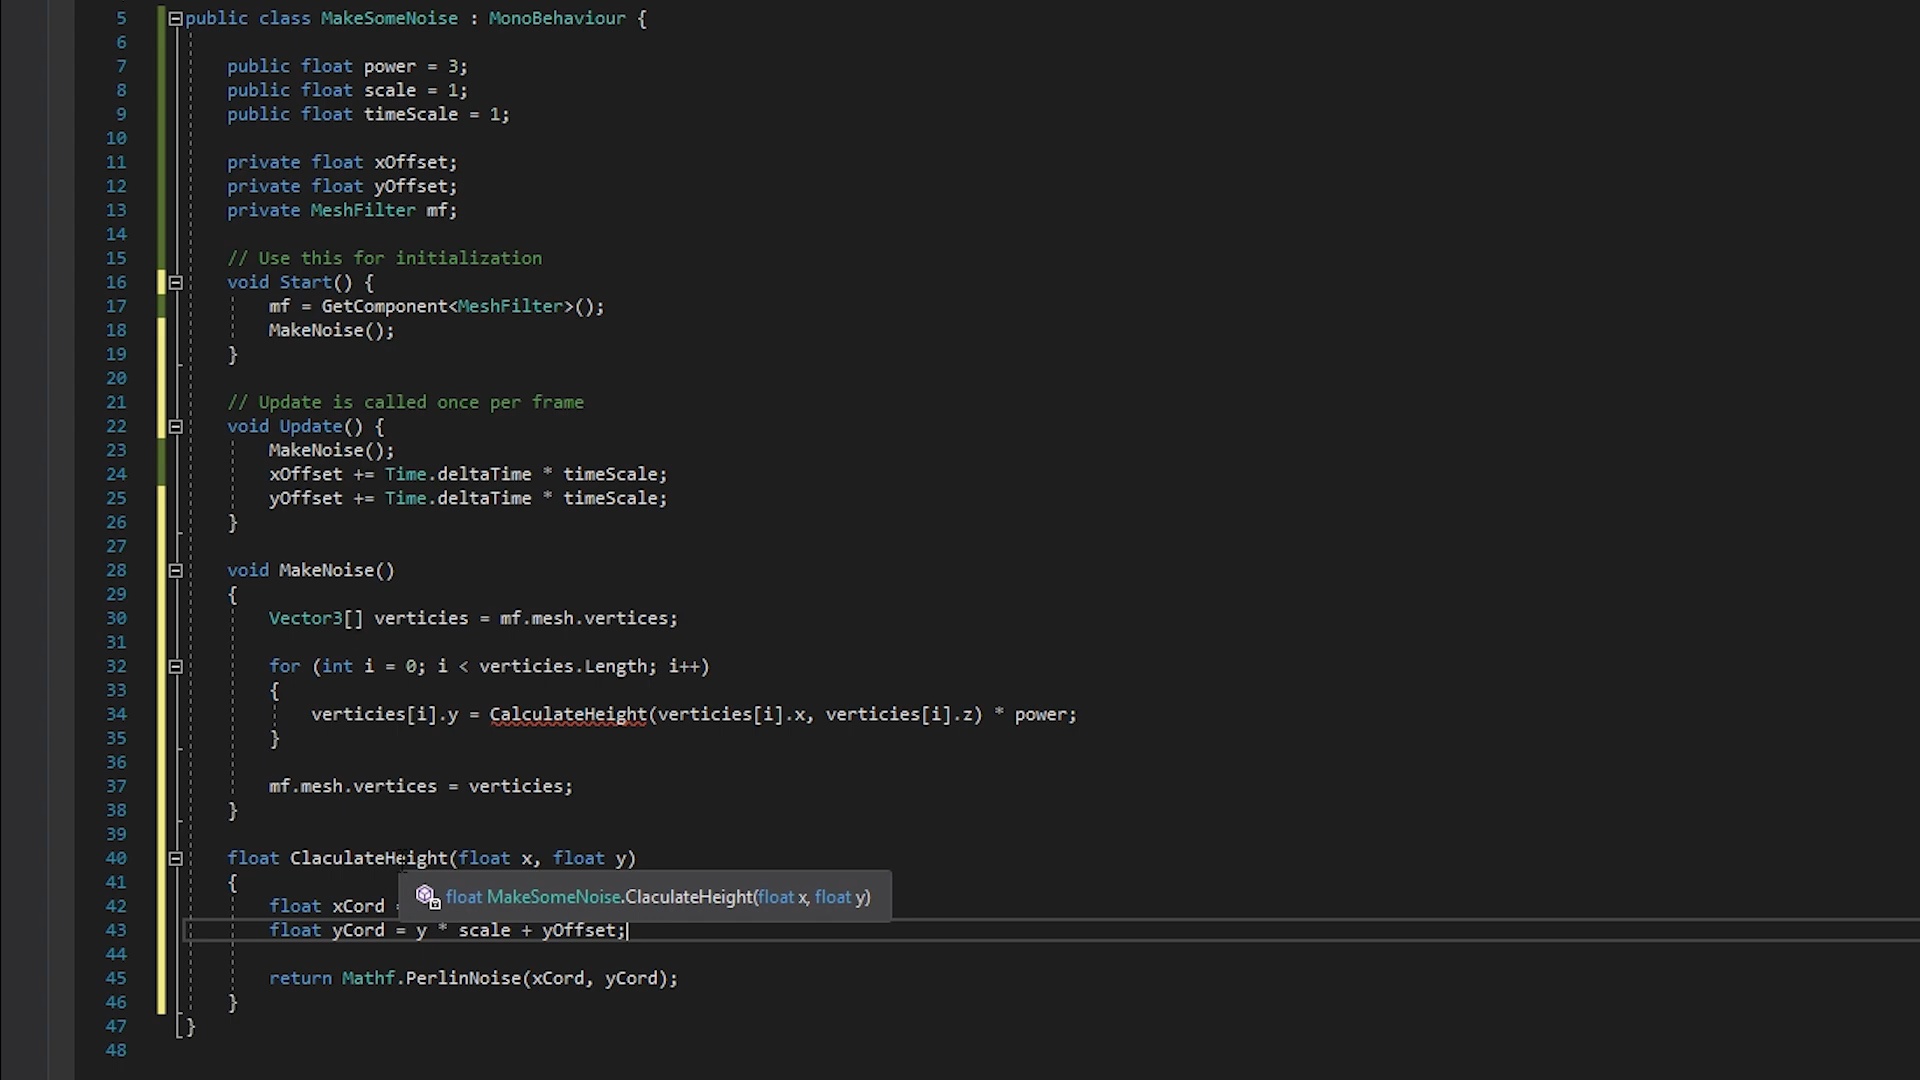 5 public class MakeSomeNoise : MonoBehaviour {
6
7 public float power = 3;
8 public float scale = 1;
9 public float timeScale = 1;
10
11 private float xOffset;
12 private float yOffset;
13 private MeshFilter mf;
14
15 // Use this for initialization
16 void Start() {
17 mf = GetComponent<MeshFilter>();
18 MakeNoise();
19 }
20
21 // Update is called once per frame
22 void Update() {
23 MakeNoise();
24 xOffset += Time.deltaTime * timeScale;
25 yOffset += Time.deltaTime * timeScale;
26 }
27
28 void MakeNoise()
29 {
30 Vector3[] verticies = mf.mesh.vertices;
31
32 for (int i = 0; i < verticies.Length; i++)
33 {
34 verticies[i].y = CalculateHeight(verticies[i].x, verticies[i].z) * power;
35 }
36
37 mf.mesh.vertices = verticies;
38 }
39
40 float ClaculateHeight(float x, float y)
41 {
float MakeSomeNoise.ClaculateHeight(float x, float y)
42 float xCord =
43 float yCord = y * scale + yOffset;
44
45 return Mathf.PerlinNoise(xCord, yCord);
46 }
47 }
48